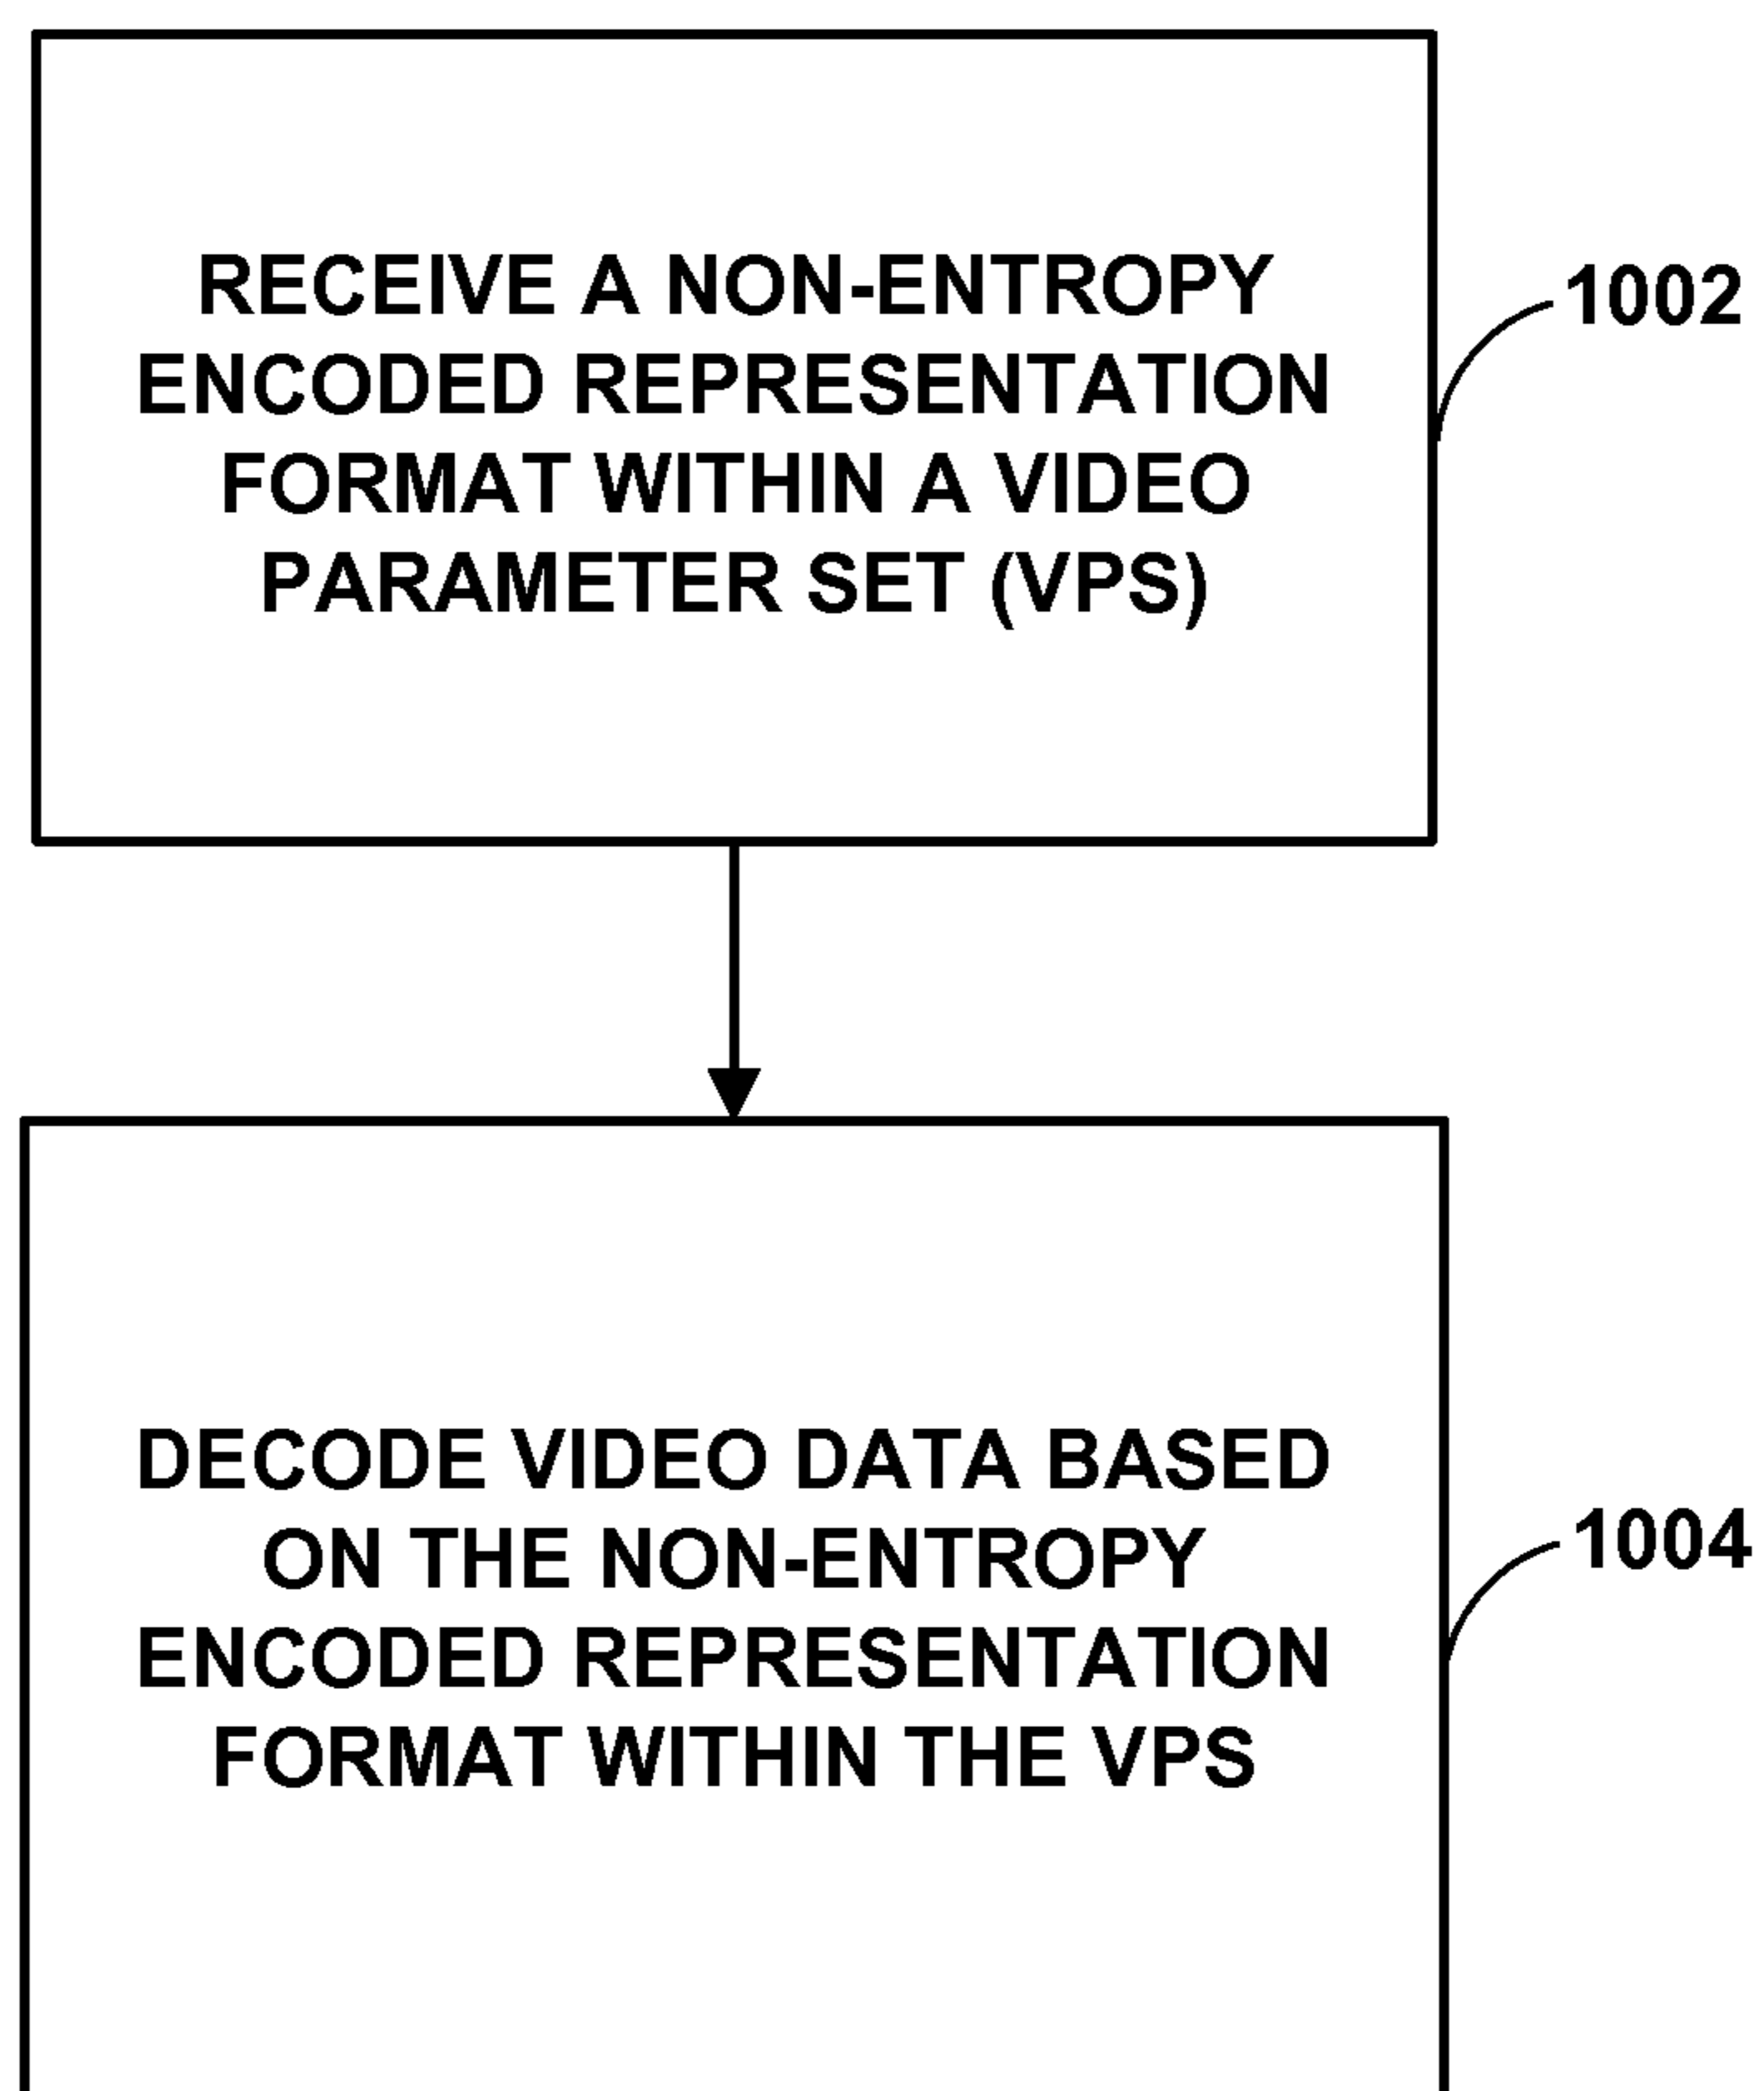 RECEIVE A NON-ENTROPY
ENCODED REPRESENTATION
FORMAT WITHIN A VIDEO
PARAMETER SET (VPS)
1002
DECODE VIDEO DATA BASED
ON THE NON-ENTROPY
ENCODED REPRESENTATION
FORMAT WITHIN THE VPS
1004